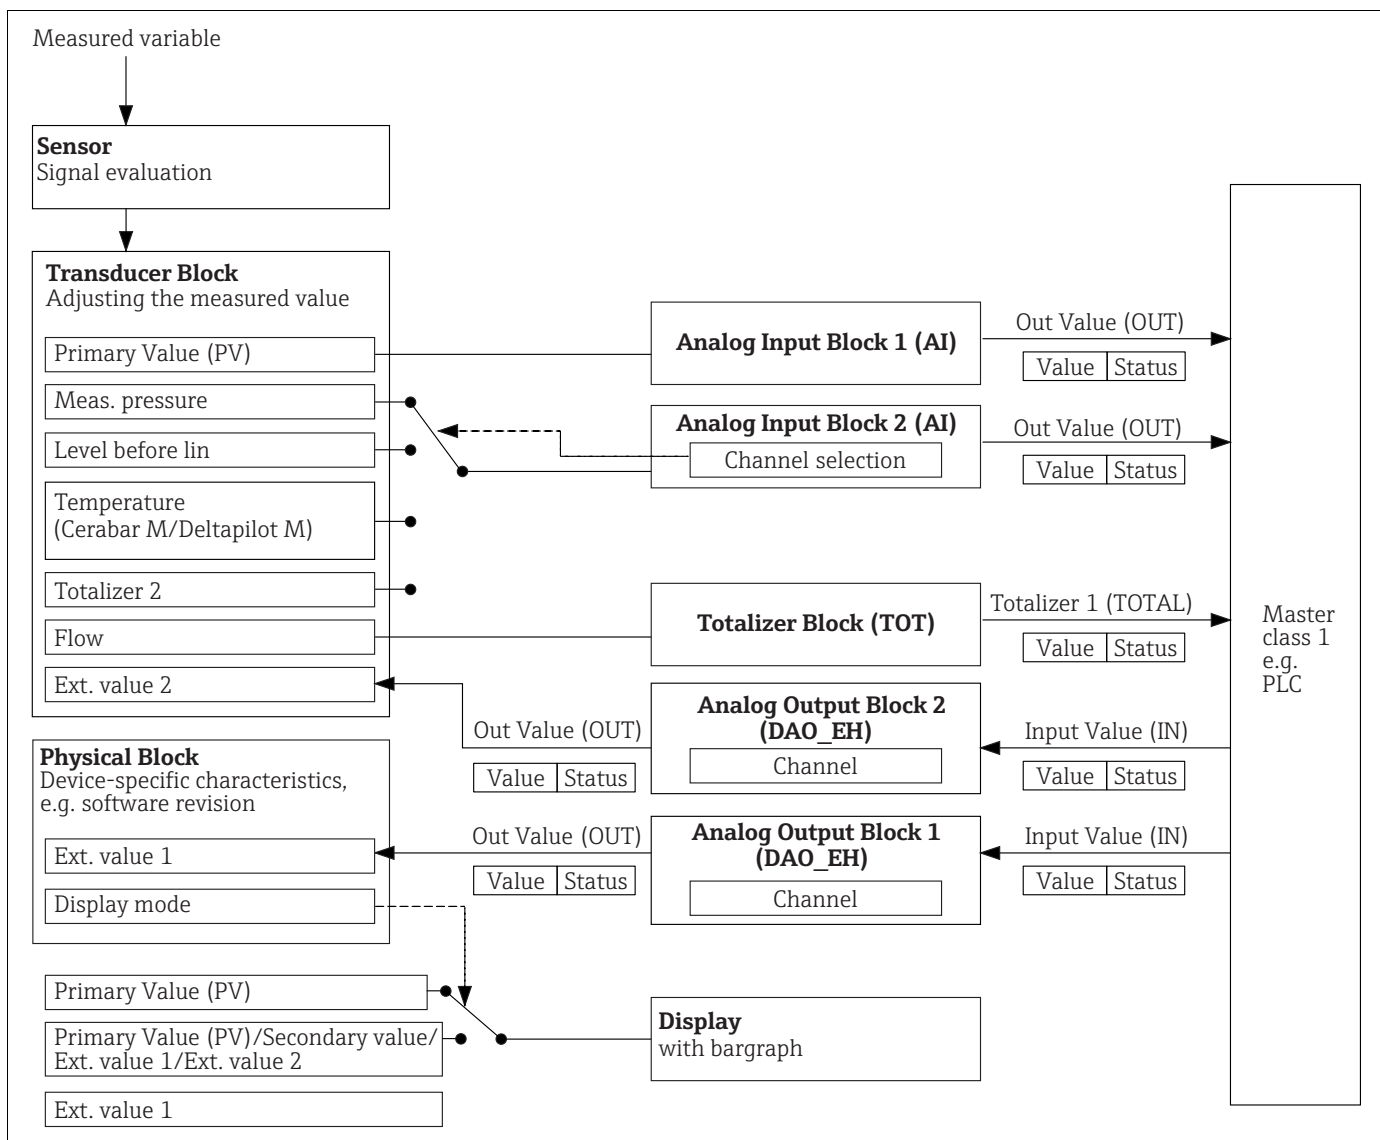 Measured variable
Sensor
Signal evaluation
Transducer Block
Adjusting the measured value
Primary Value (PV)
Meas. pressure
Level before lin
Temperature
(Cerabar M/Deltapilot M)
Totalizer 2
Flow
Ext. value 2
Physical Block
Device-specific characteristics,
e.g. software revision
Ext. value 1
Display mode
Primary Value (PV)
Primary Value (PV)/Secondary value/
Ext. value 1/Ext. value 2
Ext. value 1
Analog Input Block 1 (AI)
Out Value (OUT)
Value Status
Analog Input Block 2 (AI)
Channel selection
Out Value (OUT)
Value Status
Totalizer Block (TOT)
Totalizer 1 (TOTAL)
Value Status
Out Value (OUT)
Value Status
Analog Output Block 2
(DAO_EH)
Channel
Input Value (IN)
Value Status
Out Value (OUT)
Value Status
Analog Output Block 1
(DAO_EH)
Channel
Input Value (IN)
Value Status
Display
with bargraph
Master
class 1
e.g.
PLC